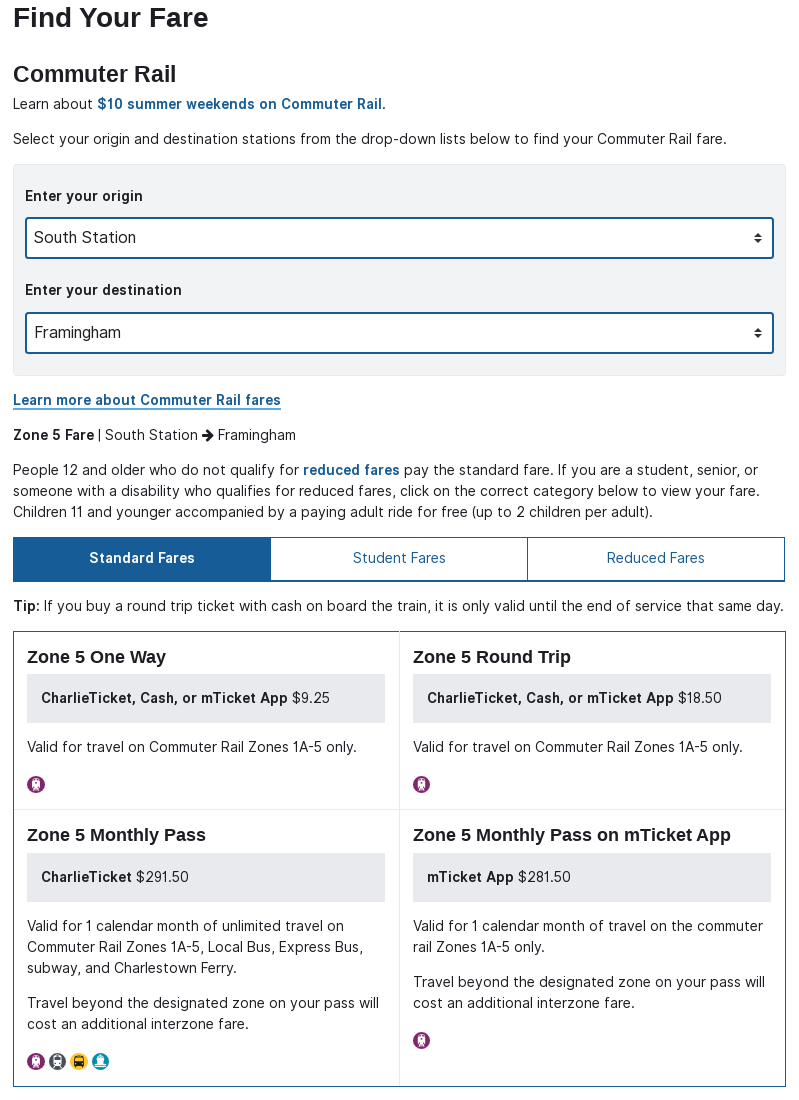 Find Your Fare
Commuter Rail
Learn about $10 summer weekends on Commuter Rail.
Select your origin and destination stations from the drop-down lists below to find your Commuter Rail fare.
Enter your origin
South Station
Enter your destination
Framingham
Learn more about Commuter Rail fares
Zone 5 Fare | South Station → Framingham
People 12 and older who do not qualify for reduced fares pay the standard fare. If you are a student, senior, or
someone with a disability who qualifies for reduced fares, click on the correct category below to view your fare.
Children 11 and younger accompanied by a paying adult ride for free (up to 2 children per adult).
Standard Fares
Student Fares
Reduced Fares
Tip: If you buy a round trip ticket with cash on board the train, it is only valid until the end of service that same day.
Zone 5 One Way
CharlieTicket, Cash, or mTicket App $9.25
Valid for travel on Commuter Rail Zones 1A-5 only.
Zone 5 Round Trip
CharlieTicket, Cash, or mTicket App $18.50
Valid for travel on Commuter Rail Zones 1A-5 only.
Zone 5 Monthly Pass
CharlieTicket $291.50
Valid for 1 calendar month of unlimited travel on
Commuter Rail Zones 1A-5, Local Bus, Express Bus,
subway, and Charlestown Ferry.
Travel beyond the designated zone on your pass will
cost an additional interzone fare.
Zone 5 Monthly Pass on mTicket App
mTicket App $281.50
Valid for 1 calendar month of travel on the commuter
rail Zones 1A-5 only.
Travel beyond the designated zone on your pass will
cost an additional interzone fare.